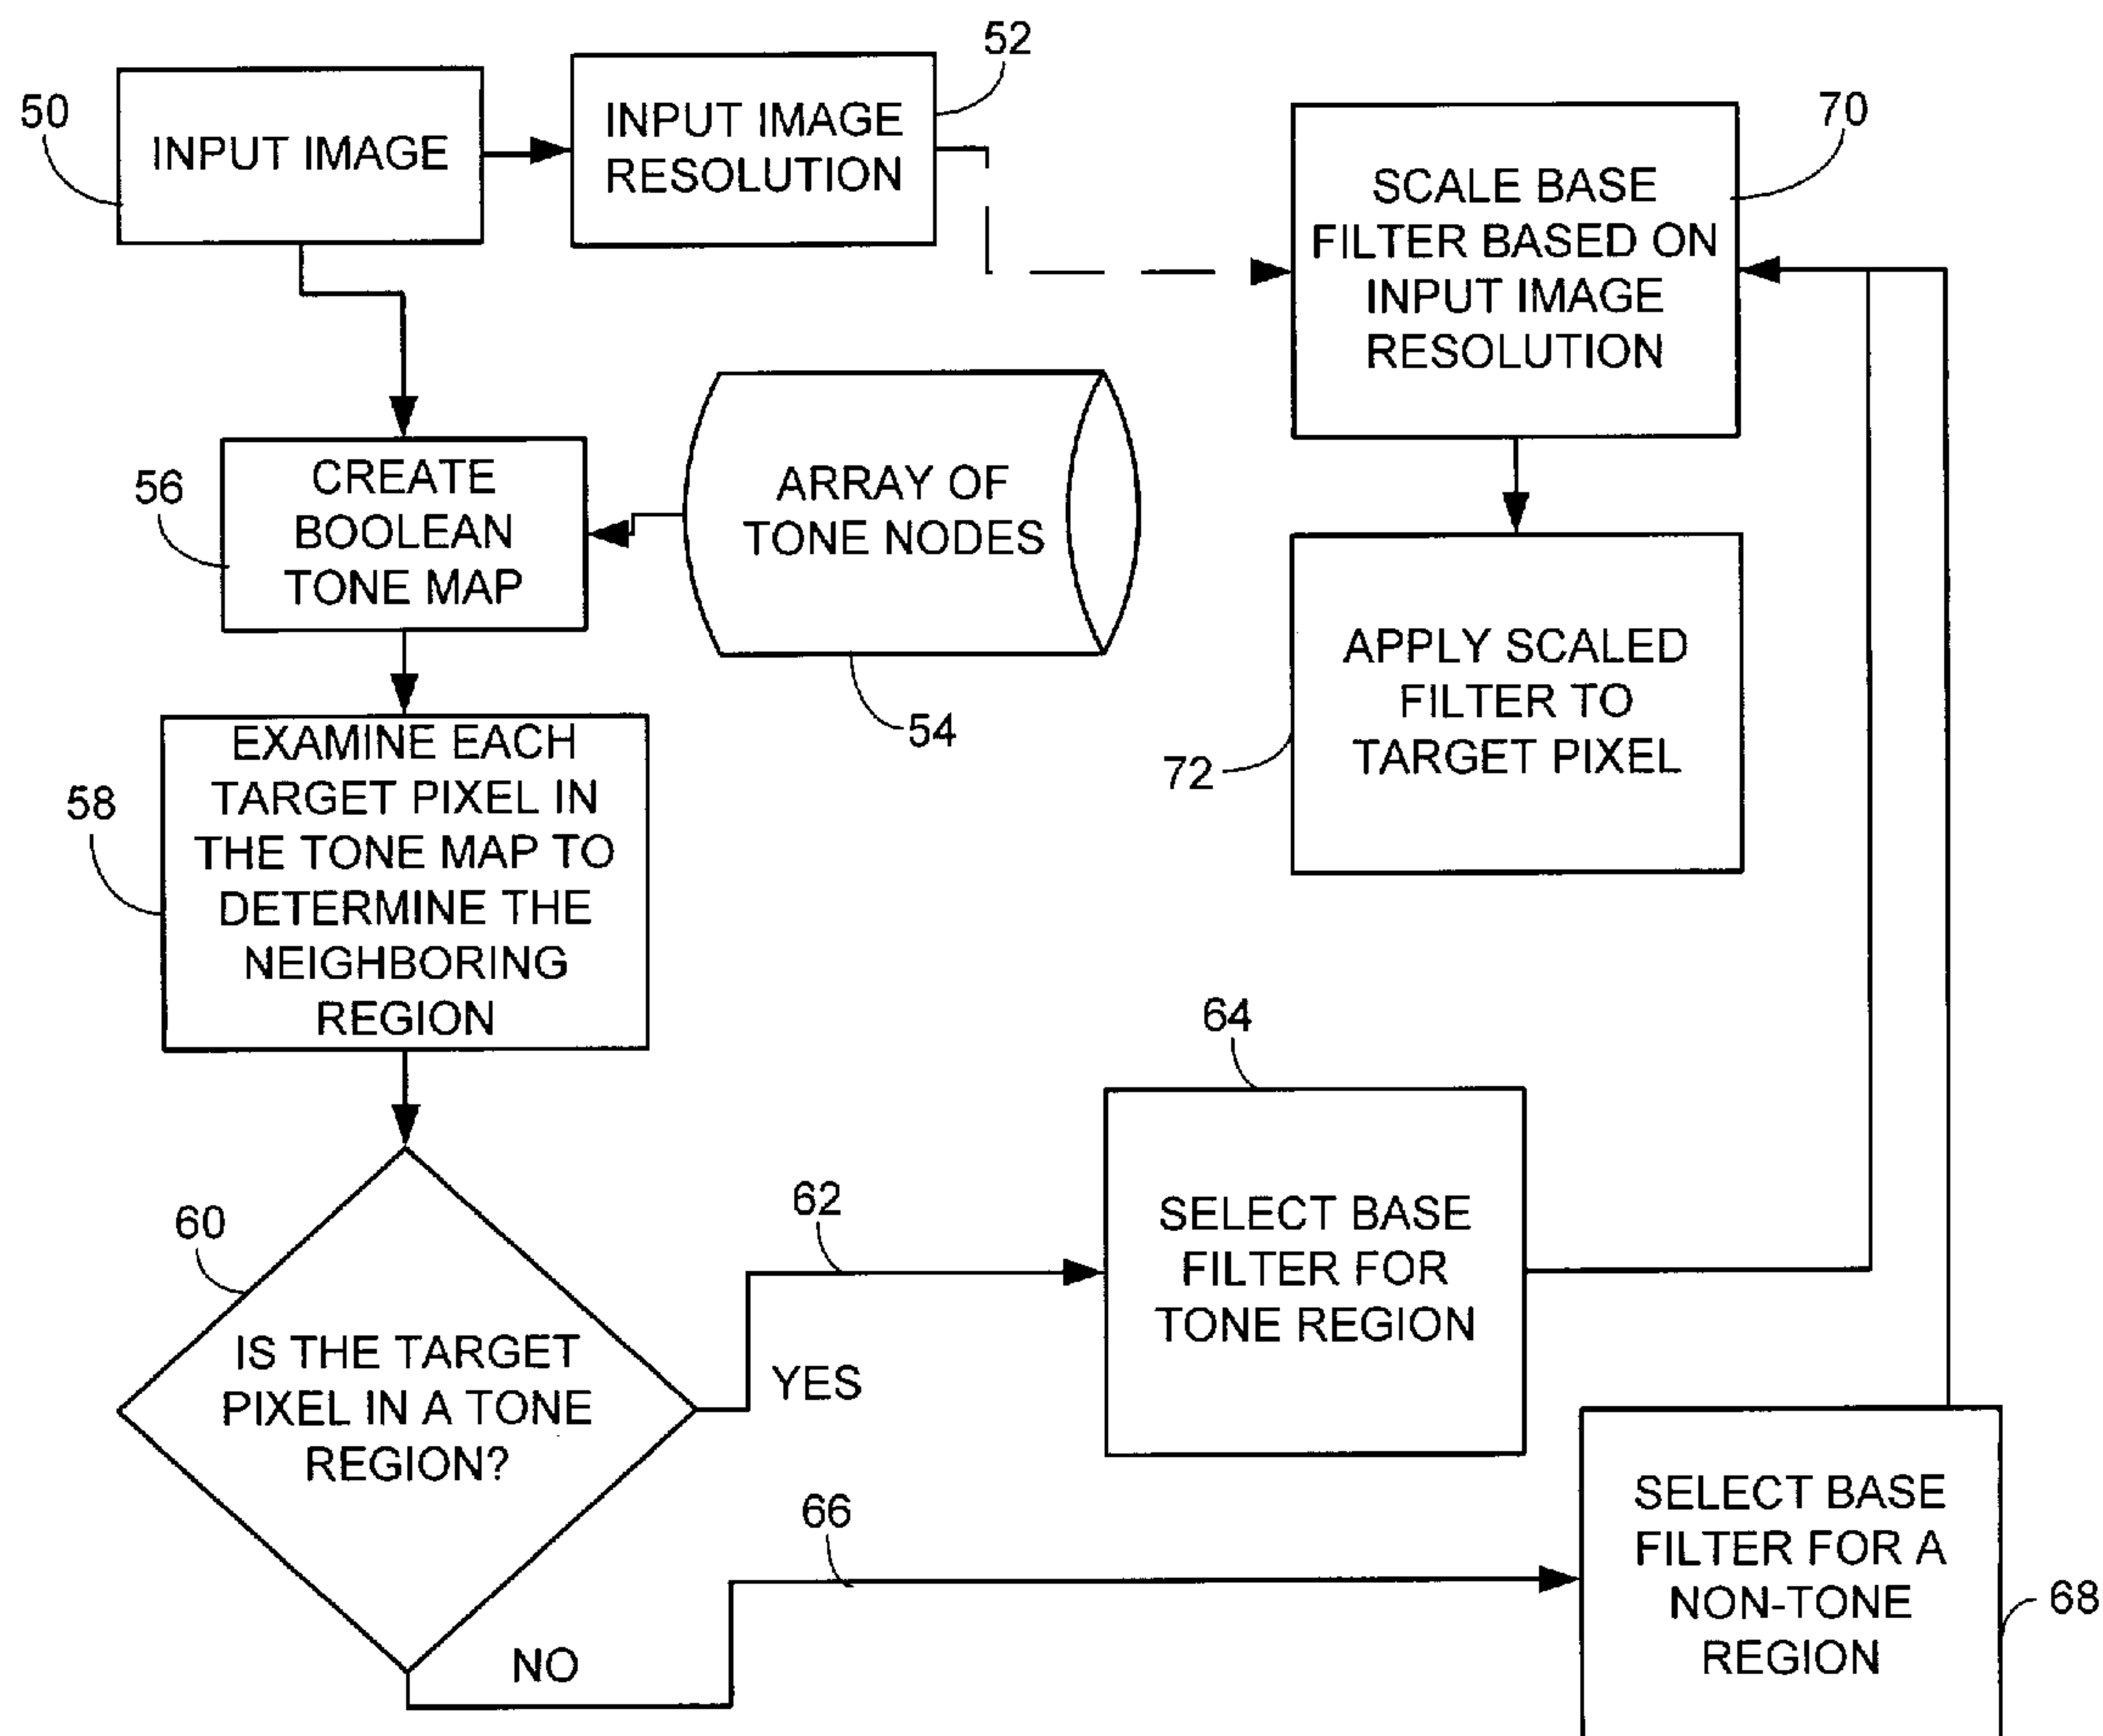 52
50
INPUT IMAGE
INPUT IMAGE
RESOLUTION
70
SCALE BASE
FILTER BASED ON
INPUT IMAGE
RESOLUTION
56
CREATE
BOOLEAN
TONE MAP
ARRAY OF
TONE NODES
54
APPLY SCALED
FILTER TO
TARGET PIXEL
72
58
EXAMINE EACH
TARGET PIXEL IN
THE TONE MAP TO
DETERMINE THE
NEIGHBORING
REGION
64
60
62
SELECT BASE
FILTER FOR
TONE REGION
IS THE TARGET
PIXEL IN A TONE
REGION?
YES
66
SELECT BASE
FILTER FOR A
NON-TONE
REGION
68
NO